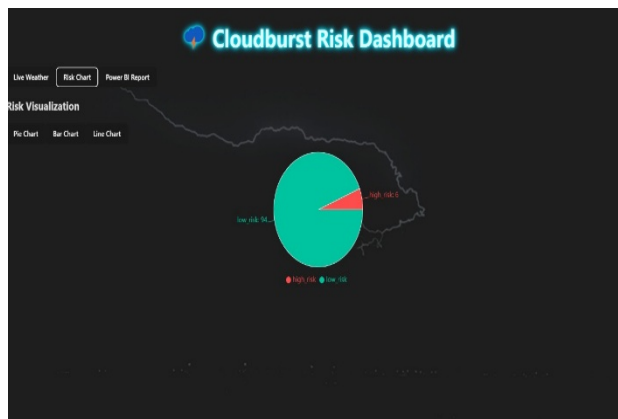 Cloudburst Risk Dashboard
Live Weather Risk Chart Power BI Report
Risk Visualization
Pie Chart Bar Chart Line Chart
high_risk: 6
low_risk: 94
high_risk low_risk